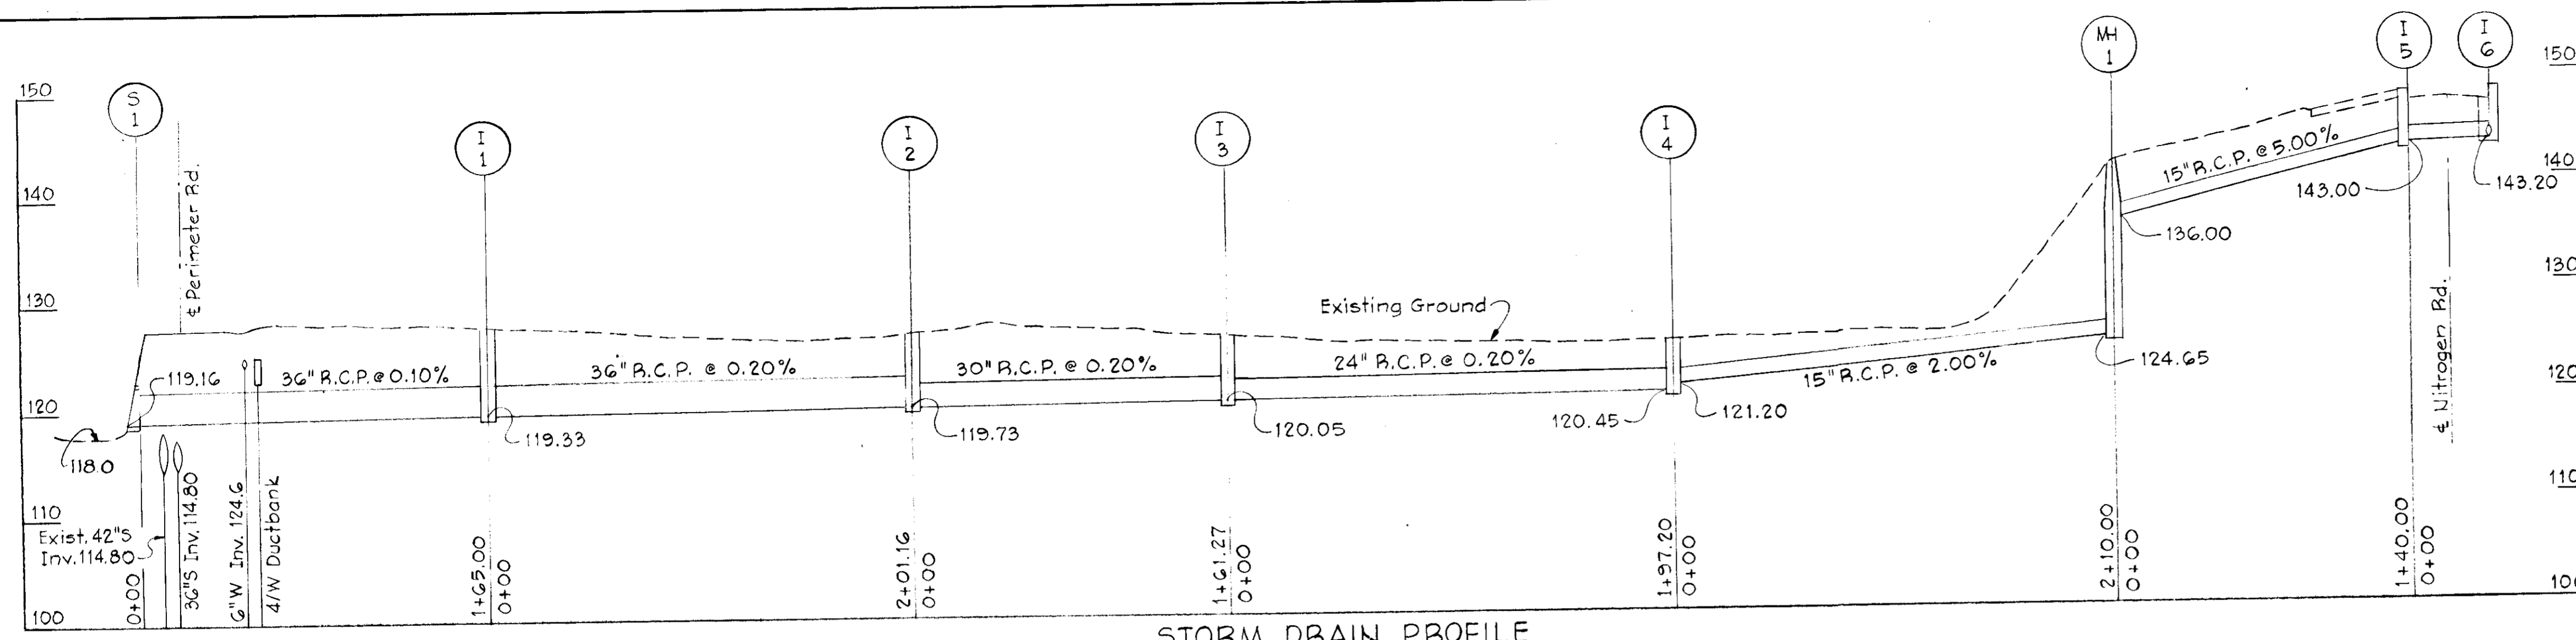 S
1
I
1
I
2
I
3
I
4
MH
1
I
5
I
6
150
140
130
120
110
100
150
140
130
120
110
100
℄ Perimeter Rd.
Existing Ground
119.16
36" R.C.P. @ 0.10%
36" R.C.P. @ 0.20%
30" R.C.P. @ 0.20%
24" R.C.P. @ 0.20%
15" R.C.P. @ 2.00%
15" R.C.P. @ 5.00%
118.0
119.33
119.73
120.05
120.45
121.20
124.65
136.00
143.00
143.20
℄ Nitrogen Rd.
Exist. 42"S
Inv. 114.80
36"S Inv. 114.80
6"W Inv. 124.6
4/W Ductbank
0+00
1+65.00
0+00
2+01.16
0+00
1+61.27
0+00
1+97.20
0+00
2+10.00
0+00
1+40.00
0+00
STORM DRAIN PROFILE